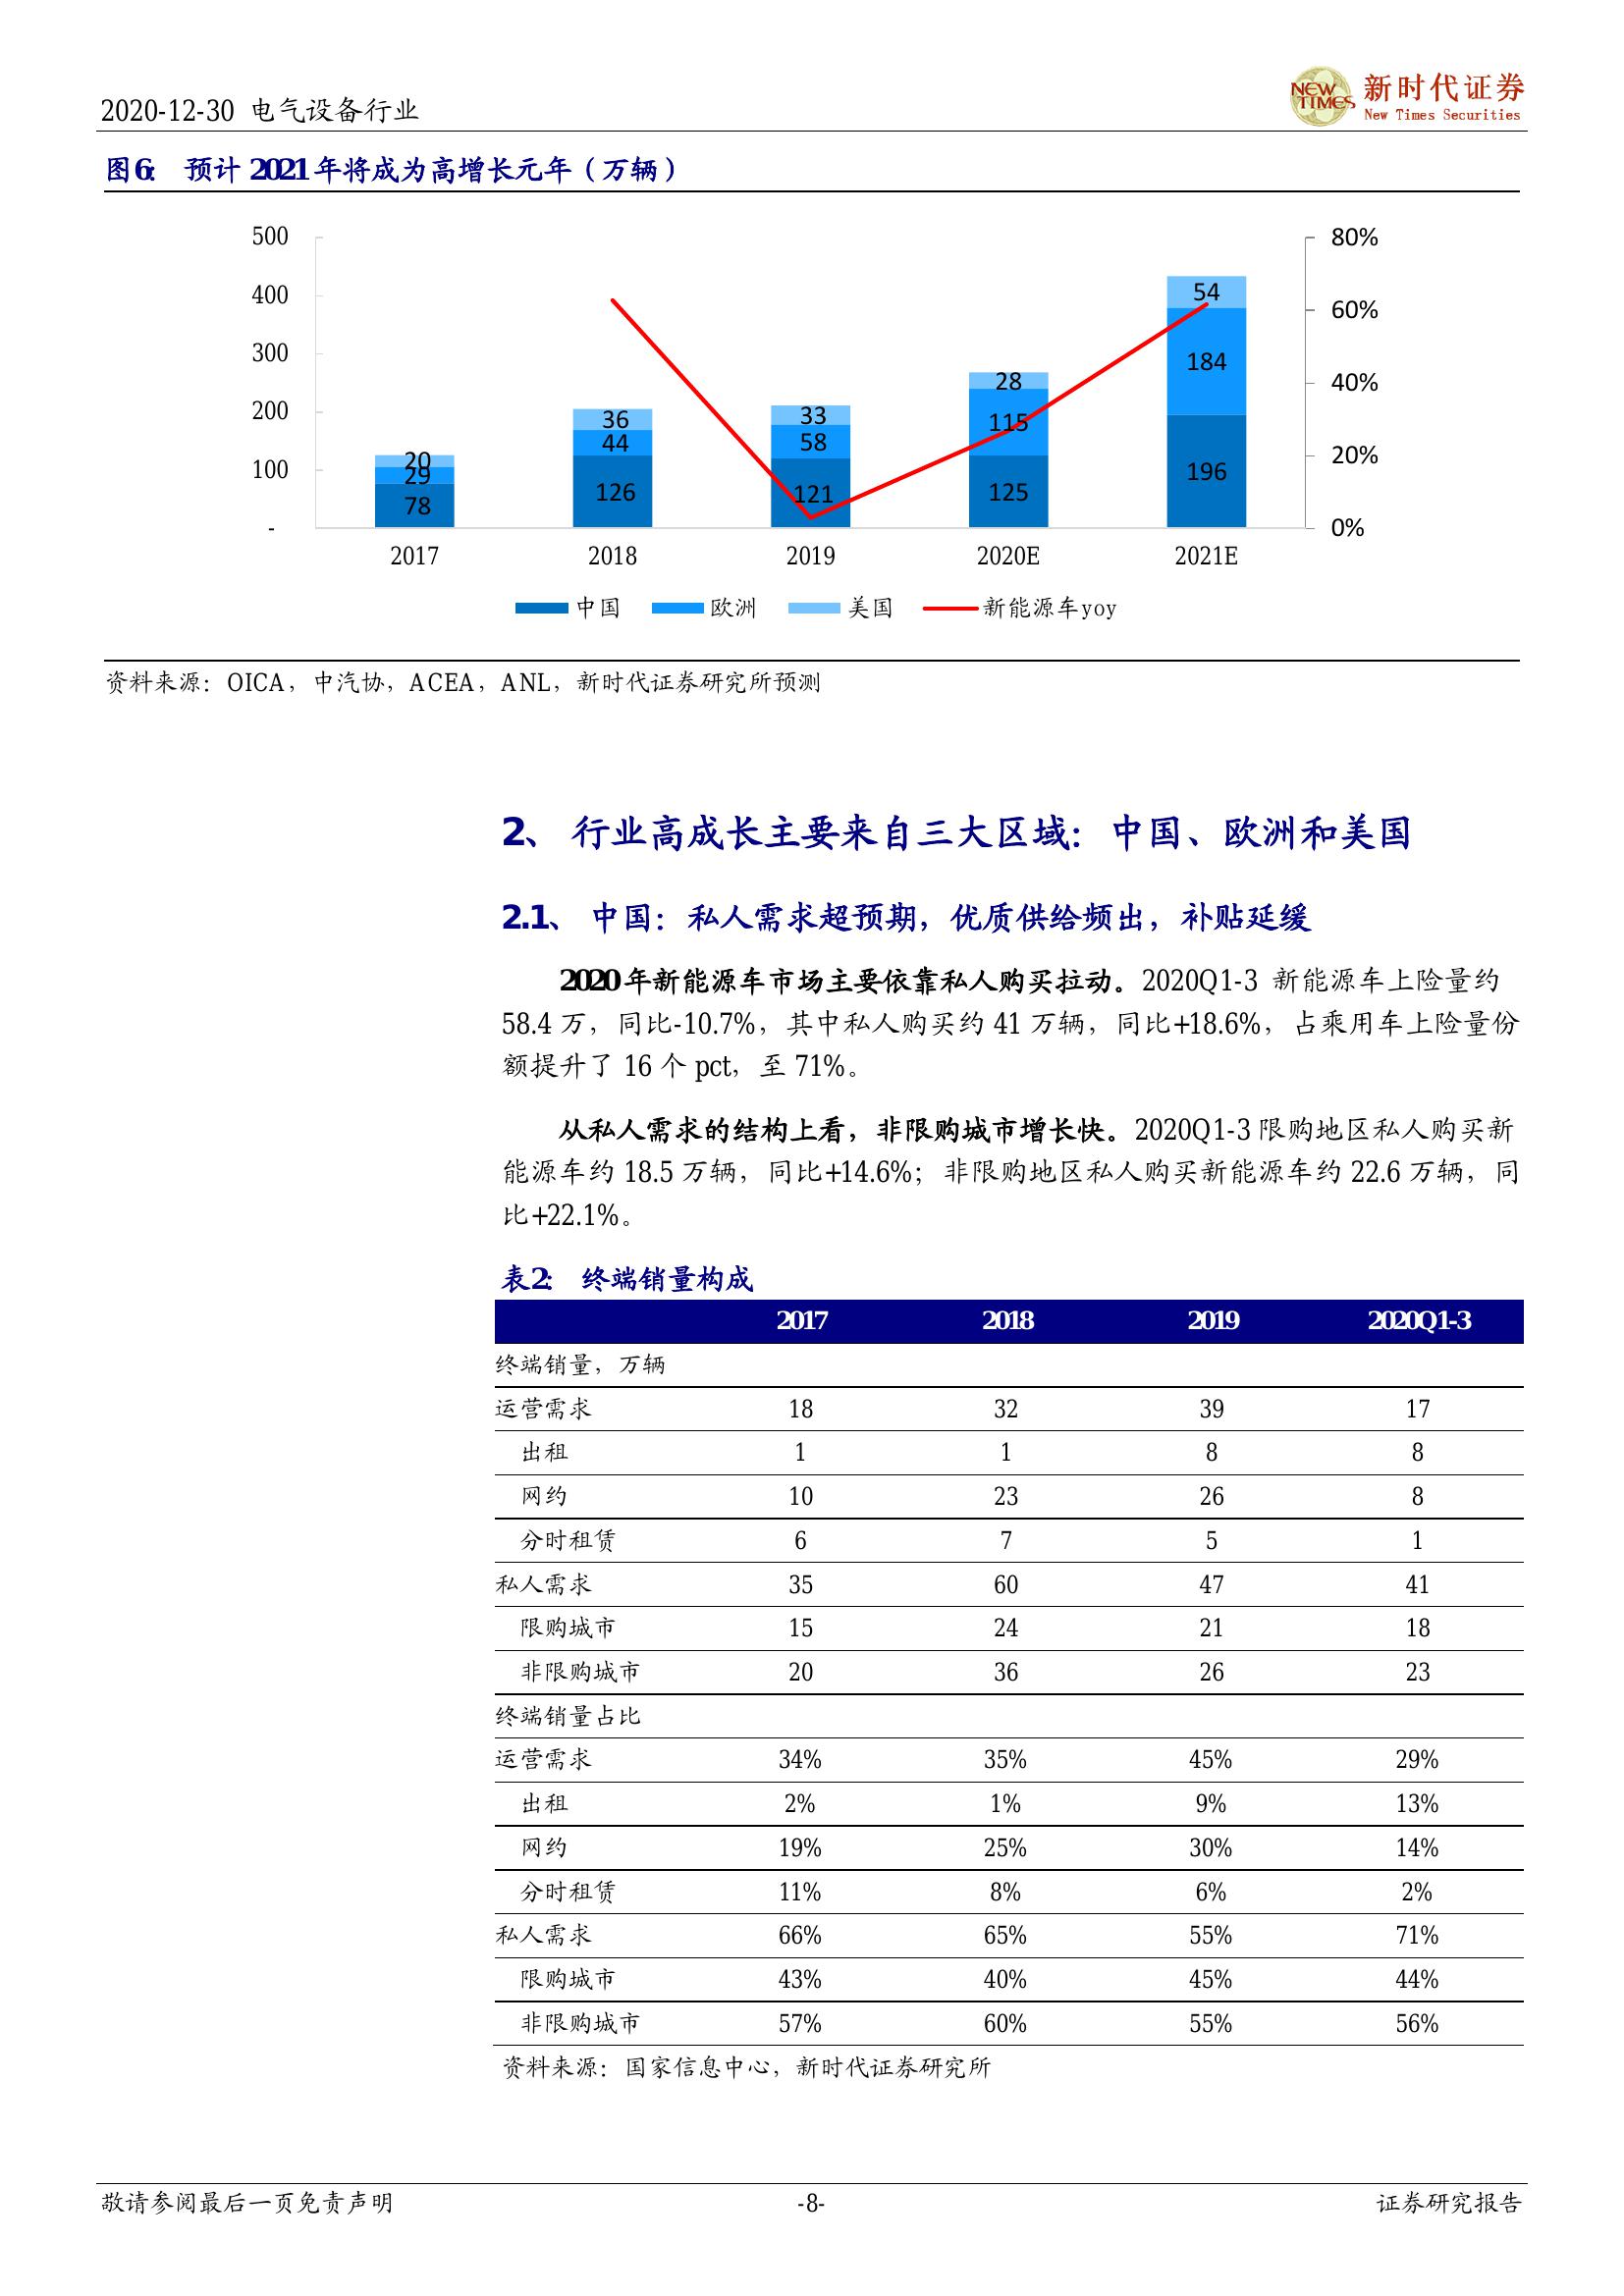 2020-12-30 电气设备行业
NEW TIMES 新时代证券
New Times Securities
图6: 预计2021年将成为高增长元年（万辆）
500 80%
400 60%
300 40%
200 20%
100 0%
-
20 29 78
36 44 126
33 58 121
28 115 125
54 184 196
2017 2018 2019 2020E 2021E
中国 欧洲 美国 新能源车yoy
资料来源：OICA，中汽协，ACEA，ANL，新时代证券研究所预测
2、 行业高成长主要来自三大区域：中国、欧洲和美国
2.1、 中国：私人需求超预期，优质供给频出，补贴延缓
2020年新能源车市场主要依靠私人购买拉动。2020Q1-3 新能源车上险量约
58.4 万，同比-10.7%，其中私人购买约 41 万辆，同比+18.6%，占乘用车上险量份
额提升了 16 个 pct，至 71%。
从私人需求的结构上看，非限购城市增长快。2020Q1-3 限购地区私人购买新
能源车约 18.5 万辆，同比+14.6%；非限购地区私人购买新能源车约 22.6 万辆，同
比+22.1%。
表2: 终端销量构成
2017 2018 2019 2020Q1-3
终端销量，万辆
运营需求 18 32 39 17
出租 1 1 8 8
网约 10 23 26 8
分时租赁 6 7 5 1
私人需求 35 60 47 41
限购城市 15 24 21 18
非限购城市 20 36 26 23
终端销量占比
运营需求 34% 35% 45% 29%
出租 2% 1% 9% 13%
网约 19% 25% 30% 14%
分时租赁 11% 8% 6% 2%
私人需求 66% 65% 55% 71%
限购城市 43% 40% 45% 44%
非限购城市 57% 60% 55% 56%
资料来源：国家信息中心，新时代证券研究所
敬请参阅最后一页免责声明 -8- 证券研究报告